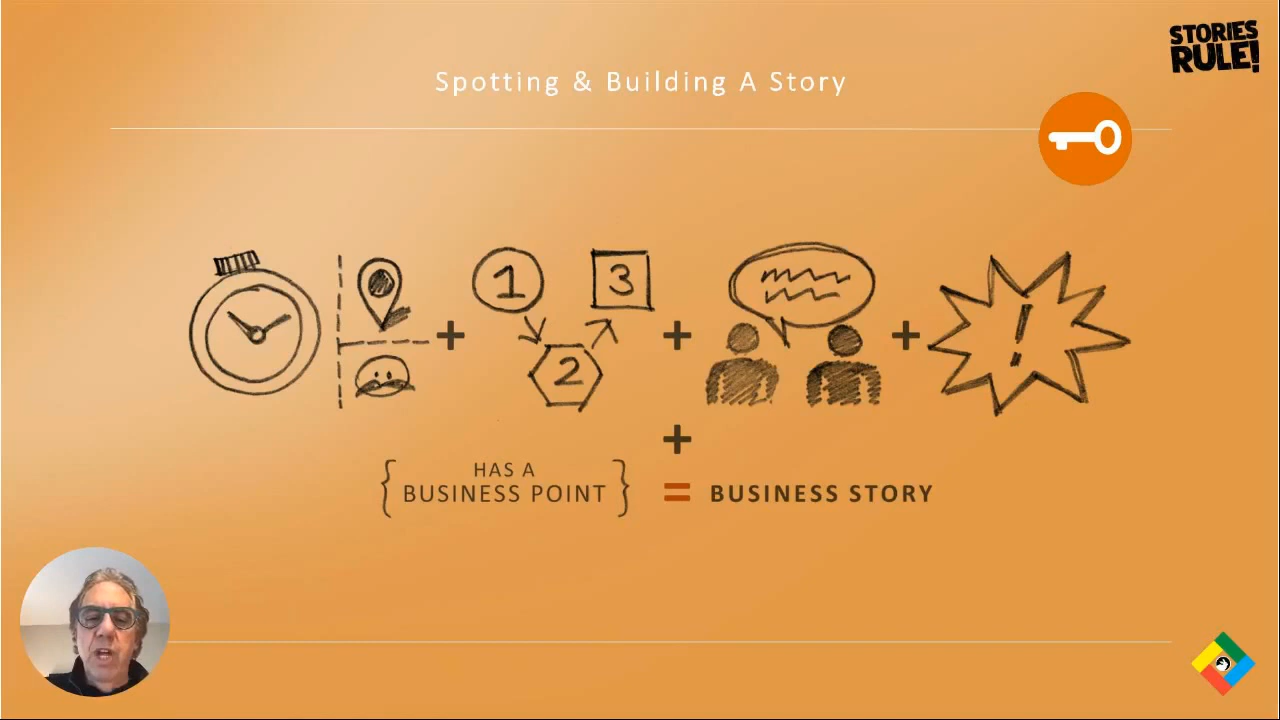 STORIES
RULE!
Spotting & Building A Story
1
3
+
+
+
!
2
+
{ HAS A
BUSINESS POINT } = BUSINESS STORY